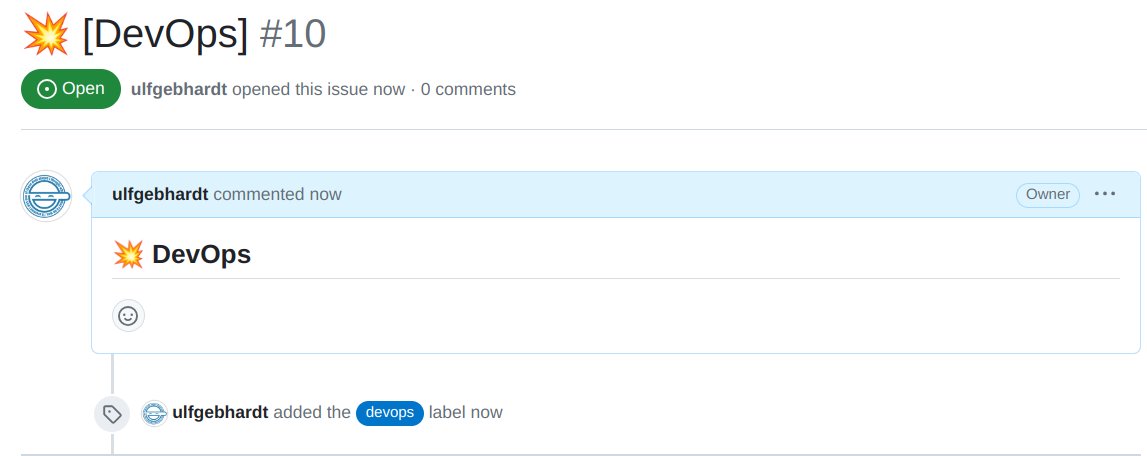 💥 [DevOps] #10
Open ulfgebhardt opened this issue now · 0 comments
ulfgebhardt commented now Owner ...
💥 DevOps
ulfgebhardt added the devops label now